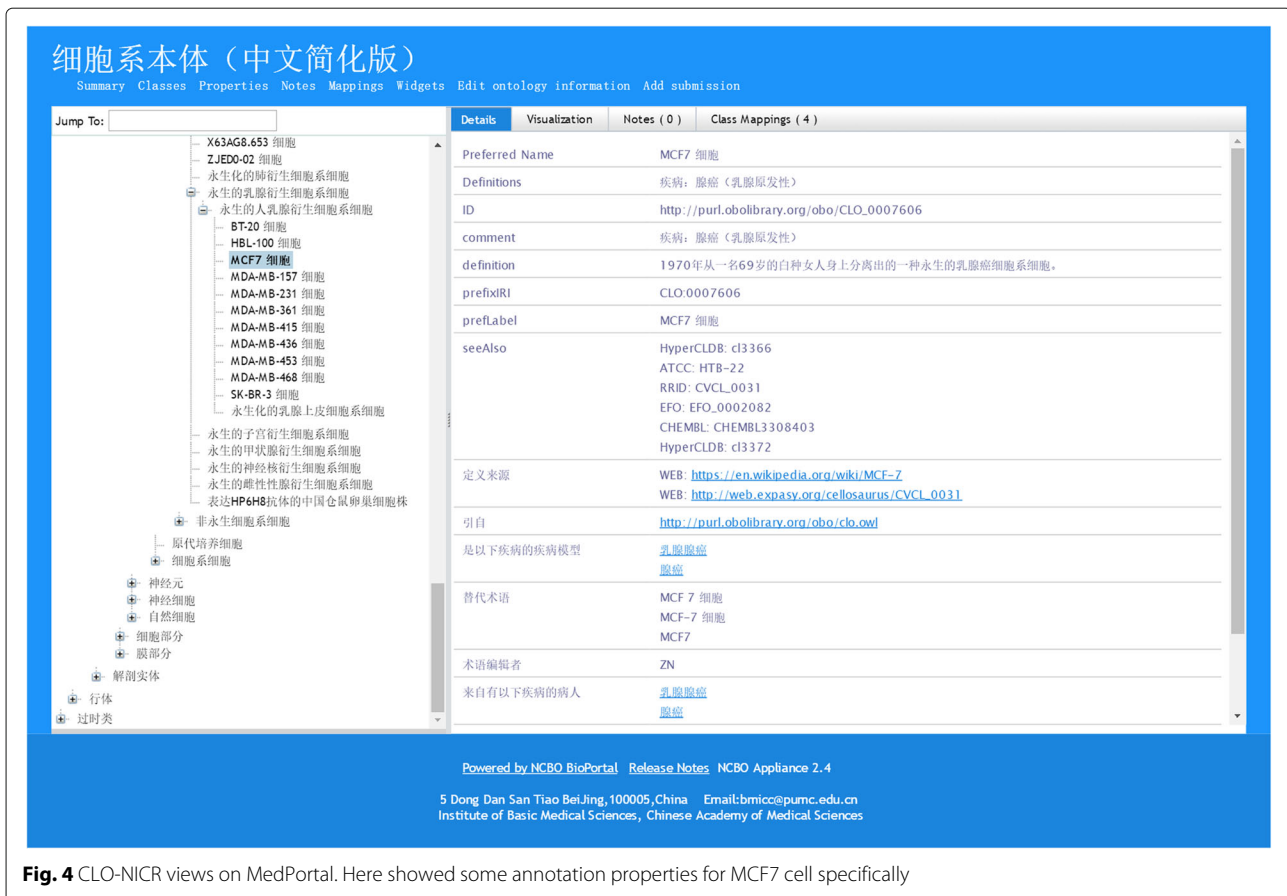 细胞系本体（中文简化版）
Summary Classes Properties Notes Mappings Widgets Edit ontology information Add submission
Jump To:
X63AG8.653 细胞
ZJED0-02 细胞
永生化的肺衍生细胞系细胞
永生的乳腺衍生细胞系细胞
永生的人乳腺衍生细胞系细胞
BT-20 细胞
HBL-100 细胞
MCF7 细胞
MDA-MB-157 细胞
MDA-MB-231 细胞
MDA-MB-361 细胞
MDA-MB-415 细胞
MDA-MB-436 细胞
MDA-MB-453 细胞
MDA-MB-468 细胞
SK-BR-3 细胞
永生化的乳腺上皮细胞系细胞
永生的子宫衍生细胞系细胞
永生的甲状腺衍生细胞系细胞
永生的神经核衍生细胞系细胞
永生的雌性性腺衍生细胞系细胞
表达HP6H8抗体的中国仓鼠卵巢细胞株
非永生细胞系细胞
原代培养细胞
细胞系细胞
神经元
神经细胞
自然细胞
细胞部分
膜部分
解剖实体
行体
过时类
Details Visualization Notes ( 0 ) Class Mappings ( 4 )
Preferred Name MCF7 细胞
Definitions 疾病：腺癌（乳腺原发性）
ID http://purl.obolibrary.org/obo/CLO_0007606
comment 疾病：腺癌（乳腺原发性）
definition 1970年从一名69岁的白种女人身上分离出的一种永生的乳腺癌细胞系细胞。
prefixIRI CLO:0007606
prefLabel MCF7 细胞
seeAlso HyperCLDB: cl3366
ATCC: HTB-22
RRID: CVCL_0031
EFO: EFO_0002082
CHEMBL: CHEMBL3308403
HyperCLDB: cl3372
定义来源 WEB: https://en.wikipedia.org/wiki/MCF-7
WEB: http://web.expasy.org/cellosaurus/CVCL_0031
引自 http://purl.obolibrary.org/obo/clo.owl
是以下疾病的疾病模型 乳腺腺癌
腺癌
替代术语 MCF 7 细胞
MCF-7 细胞
MCF7
术语编辑者 ZN
来自有以下疾病的病人 乳腺腺癌
腺癌
Powered by NCBO BioPortal Release Notes NCBO Appliance 2.4
5 Dong Dan San Tiao BeiJing,100005,China Email:bmicc@pumc.edu.cn
Institute of Basic Medical Sciences, Chinese Academy of Medical Sciences
Fig. 4 CLO-NICR views on MedPortal. Here showed some annotation properties for MCF7 cell specifically